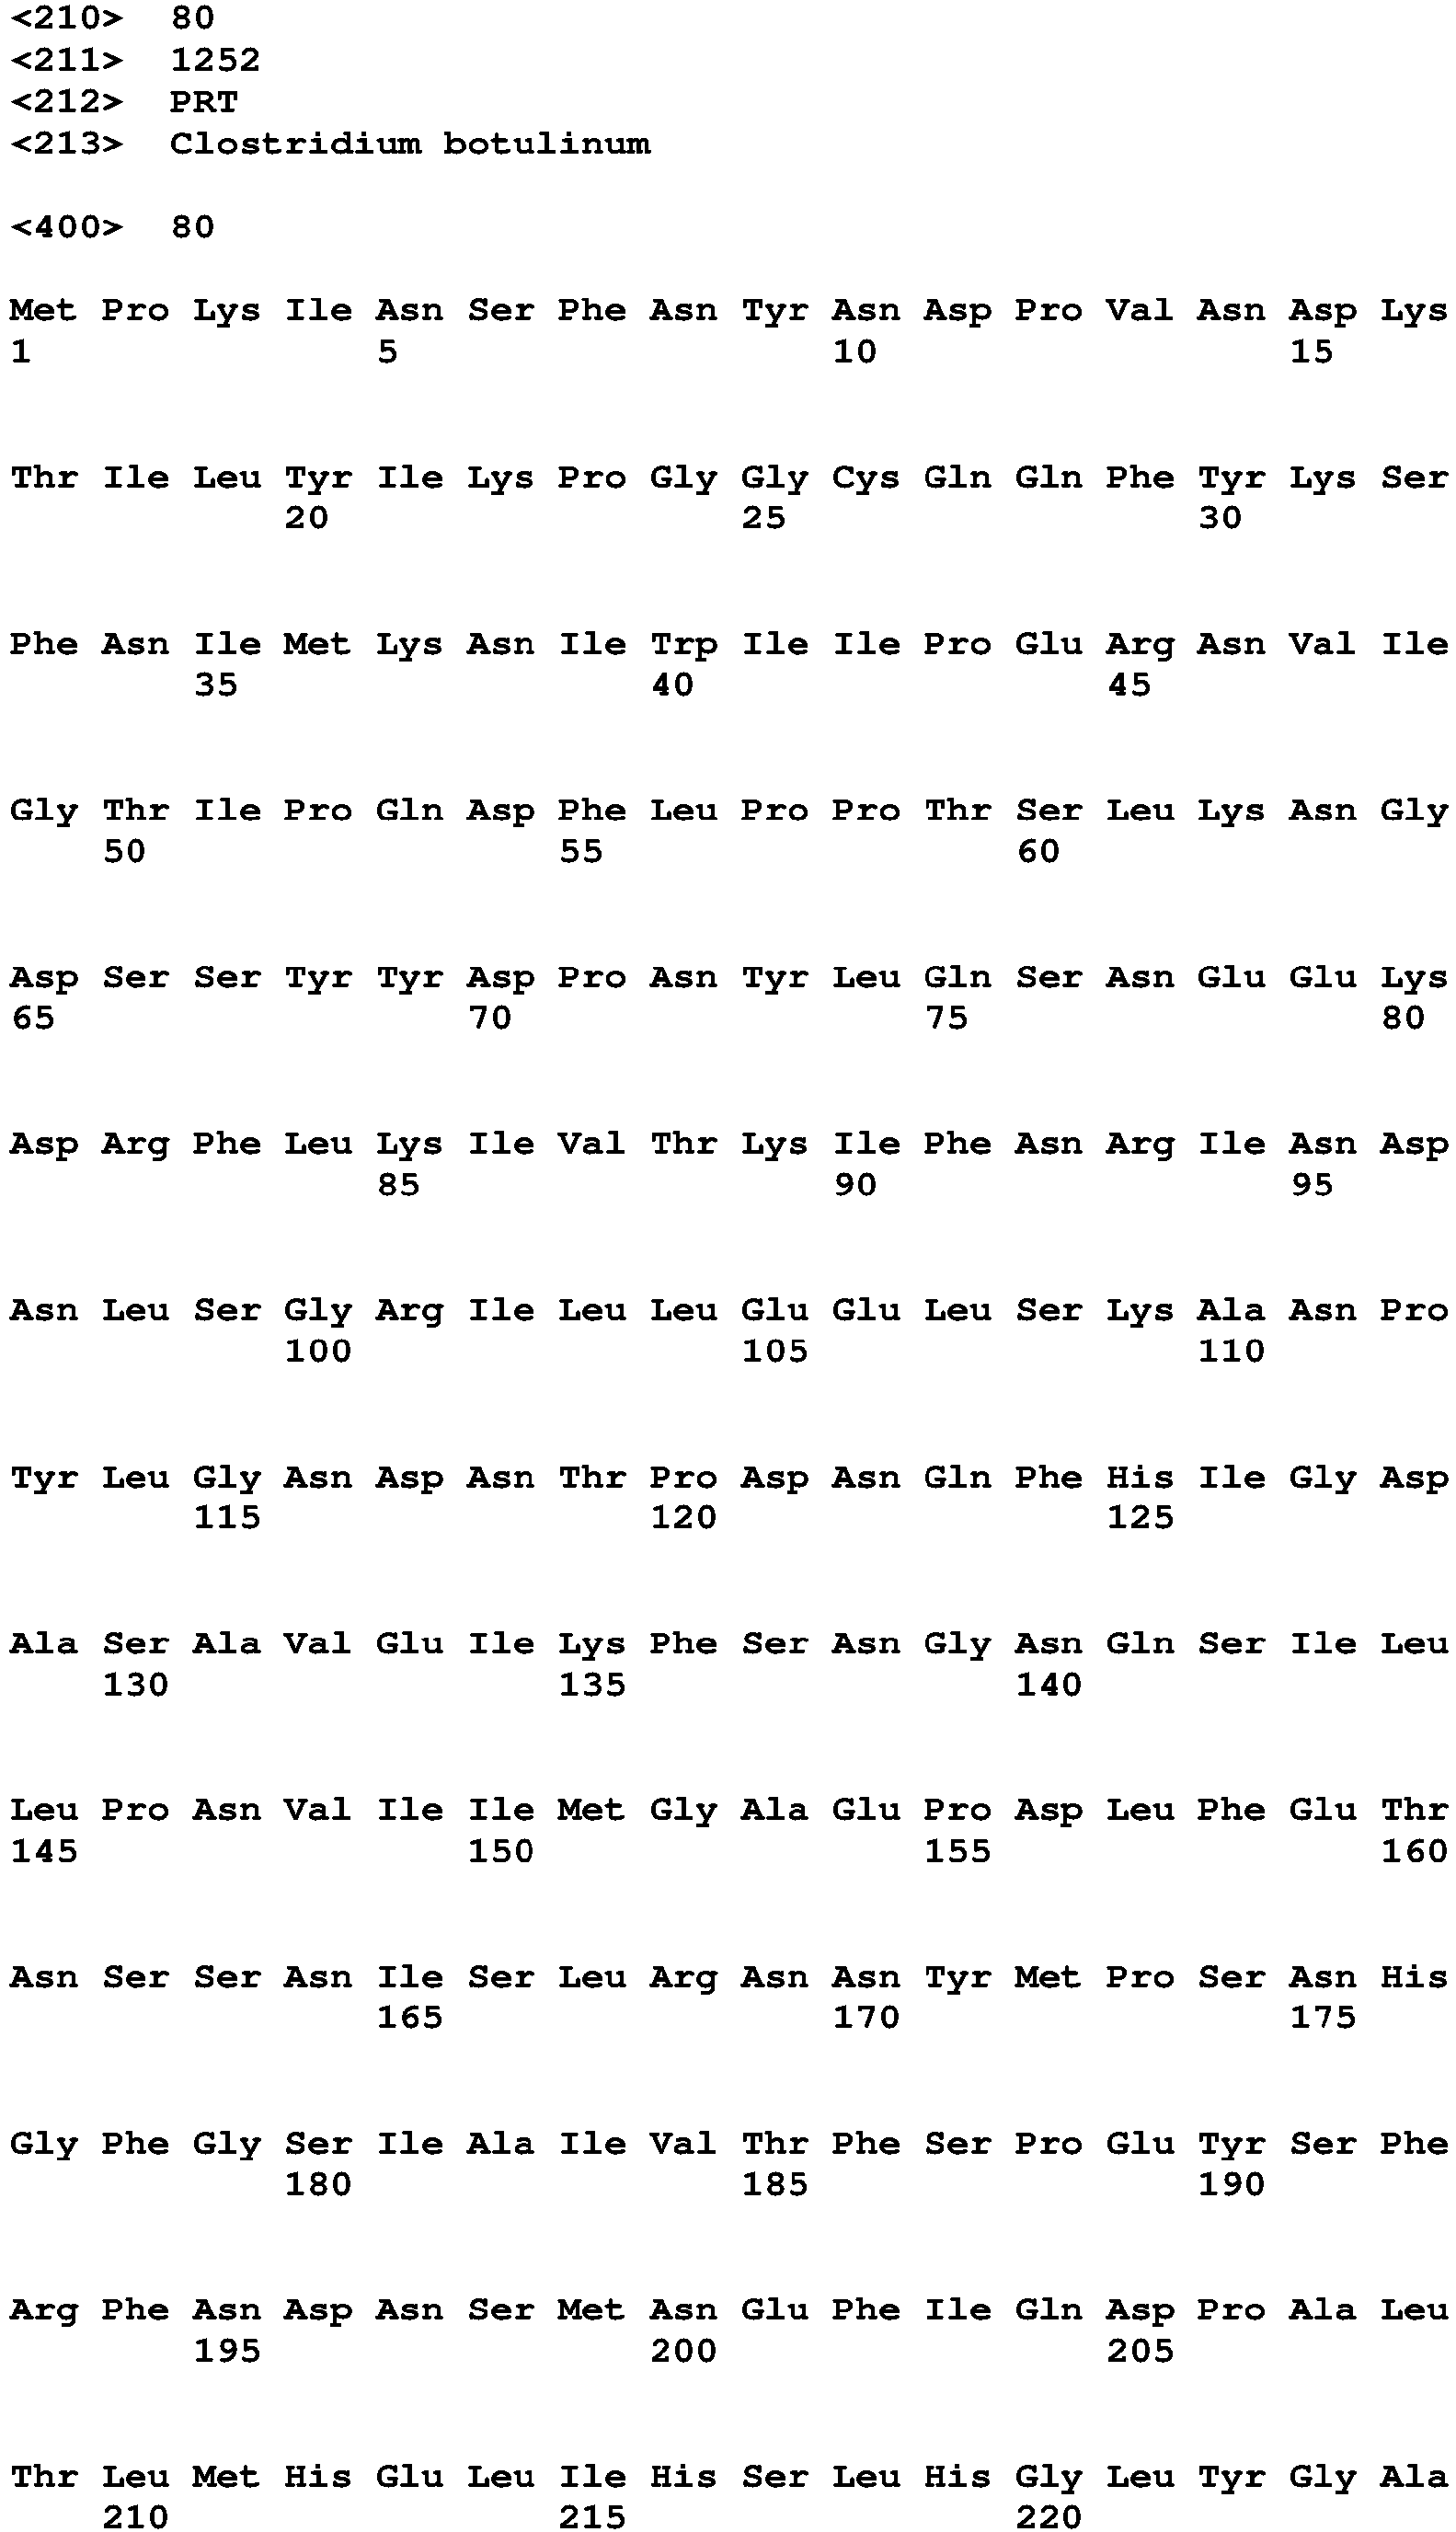 <210> 80
<211> 1252
<212> PRT
<213> Clostridium botulinum
<400> 80
Met Pro Lys Ile Asn Ser Phe Asn Tyr Asn Asp Pro Val Asn Asp Lys
1 5 10 15
Thr Ile Leu Tyr Ile Lys Pro Gly Gly Cys Gln Gln Phe Tyr Lys Ser
20 25 30
Phe Asn Ile Met Lys Asn Ile Trp Ile Ile Pro Glu Arg Asn Val Ile
35 40 45
Gly Thr Ile Pro Gln Asp Phe Leu Pro Pro Thr Ser Leu Lys Asn Gly
50 55 60
Asp Ser Ser Tyr Tyr Asp Pro Asn Tyr Leu Gln Ser Asn Glu Glu Lys
65 70 75 80
Asp Arg Phe Leu Lys Ile Val Thr Lys Ile Phe Asn Arg Ile Asn Asp
85 90 95
Asn Leu Ser Gly Arg Ile Leu Leu Glu Glu Leu Ser Lys Ala Asn Pro
100 105 110
Tyr Leu Gly Asn Asp Asn Thr Pro Asp Asn Gln Phe His Ile Gly Asp
115 120 125
Ala Ser Ala Val Glu Ile Lys Phe Ser Asn Gly Asn Gln Ser Ile Leu
130 135 140
Leu Pro Asn Val Ile Ile Met Gly Ala Glu Pro Asp Leu Phe Glu Thr
145 150 155 160
Asn Ser Ser Asn Ile Ser Leu Arg Asn Asn Tyr Met Pro Ser Asn His
165 170 175
Gly Phe Gly Ser Ile Ala Ile Val Thr Phe Ser Pro Glu Tyr Ser Phe
180 185 190
Arg Phe Asn Asp Asn Ser Met Asn Glu Phe Ile Gln Asp Pro Ala Leu
195 200 205
Thr Leu Met His Glu Leu Ile His Ser Leu His Gly Leu Tyr Gly Ala
210 215 220